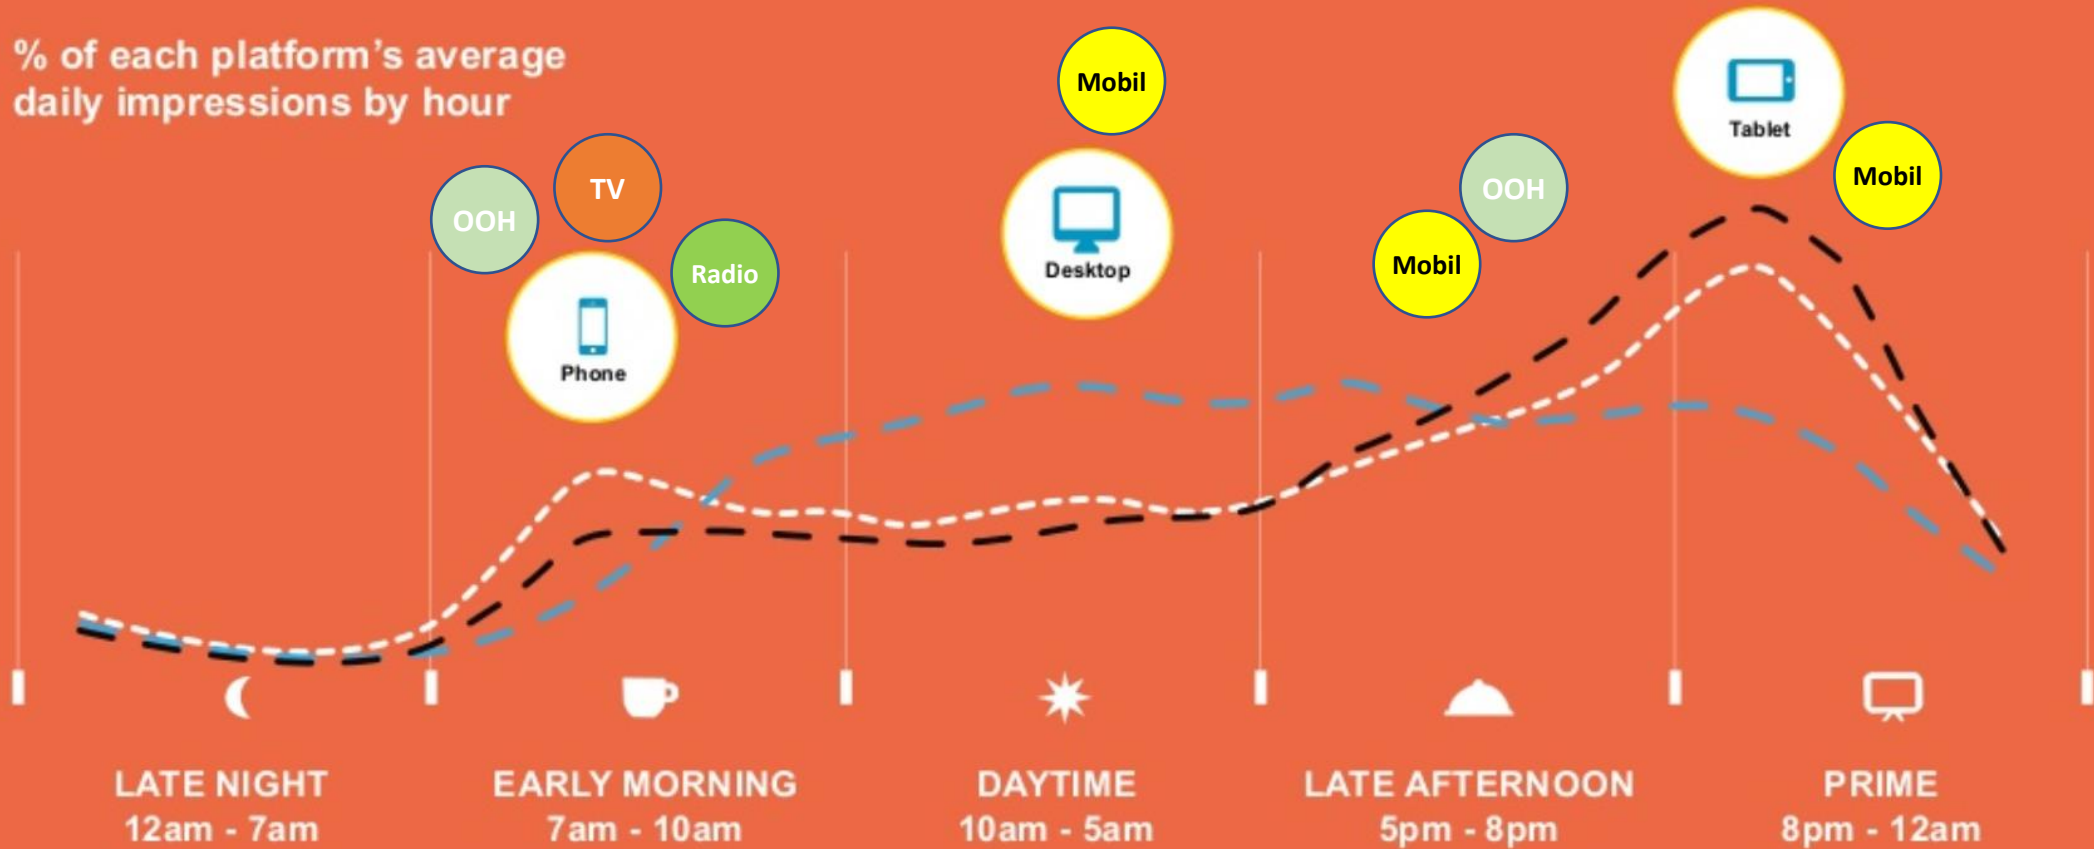 % of each platform's average
daily impressions by hour
OOH
TV
Radio
Phone
Mobil
Desktop
Mobil
OOH
Tablet
Mobil
LATE NIGHT
12am - 7am
EARLY MORNING
7am - 10am
DAYTIME
10am - 5am
LATE AFTERNOON
5pm - 8pm
PRIME
8pm - 12am